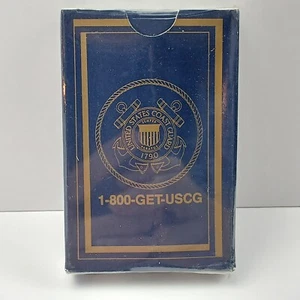 UNITED STATES COAST GUARD
1790
1-800-GET-USCG